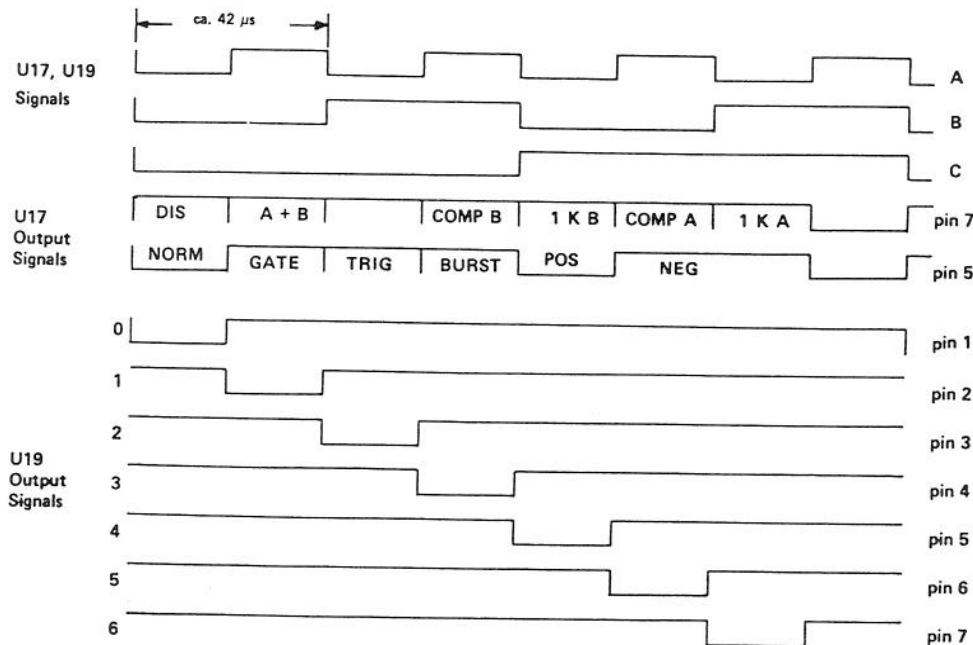 ca. 42 µs
U17, U19
Signals
A
B
C
U17
Output
Signals
DIS
A + B
COMP B
1 K B
COMP A
1 K A
pin 7
NORM
GATE
TRIG
BURST
POS
NEG
pin 5
0
pin 1
1
pin 2
2
pin 3
U19
Output
Signals
3
pin 4
4
pin 5
5
pin 6
6
pin 7